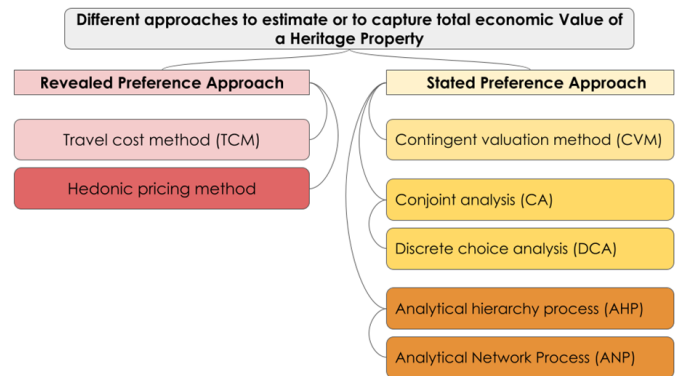 Different approaches to estimate or to capture total economic Value of
a Heritage Property
Revealed Preference Approach
Travel cost method (TCM)
Hedonic pricing method
Stated Preference Approach
Contingent valuation method (CVM)
Conjoint analysis (CA)
Discrete choice analysis (DCA)
Analytical hierarchy process (AHP)
Analytical Network Process (ANP)